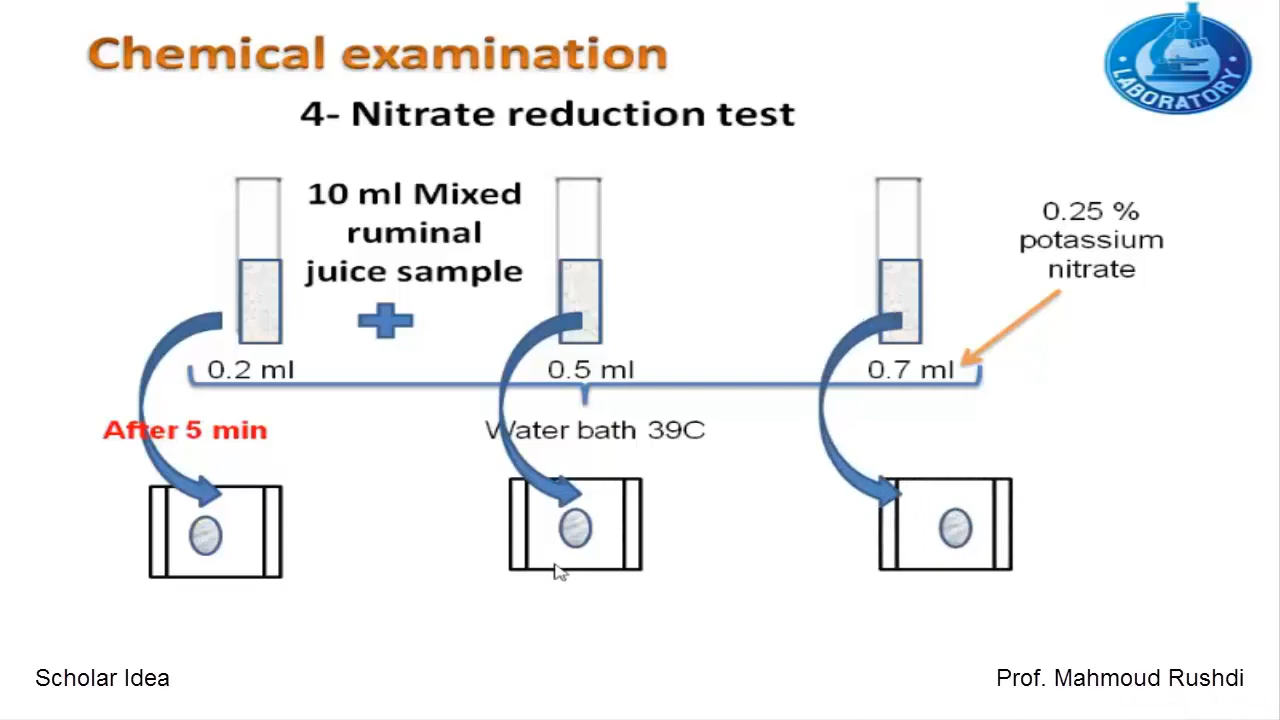 Chemical examination
LABORATORY
4- Nitrate reduction test
10 ml Mixed
ruminal
juice sample
0.25 %
potassium
nitrate
0.2 ml
0.5 ml
0.7 ml
After 5 min
Water bath 39C
Scholar Idea
Prof. Mahmoud Rushdi